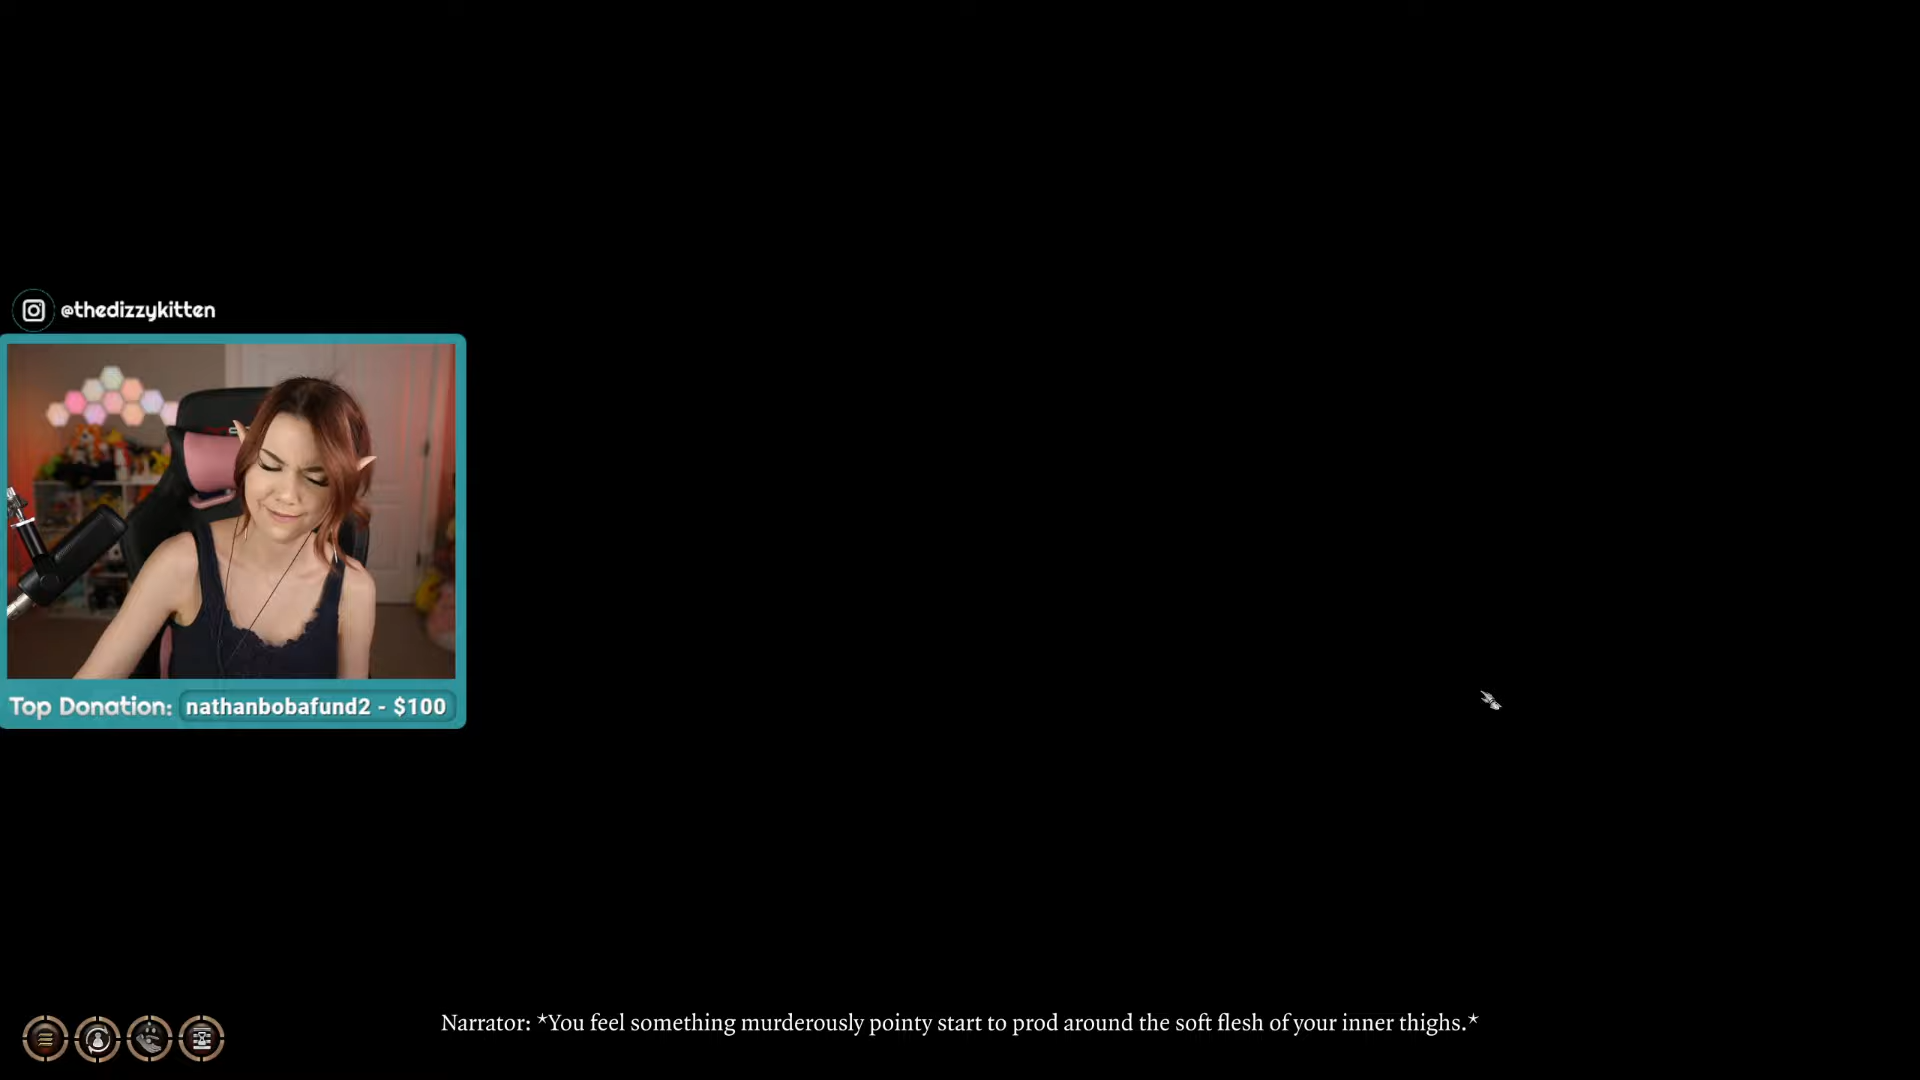 @thedizzykitten
Top Donation: nathanbobafund2 - $100
Narrator: *You feel something murderously pointy start to prod around the soft flesh of your inner thighs.*